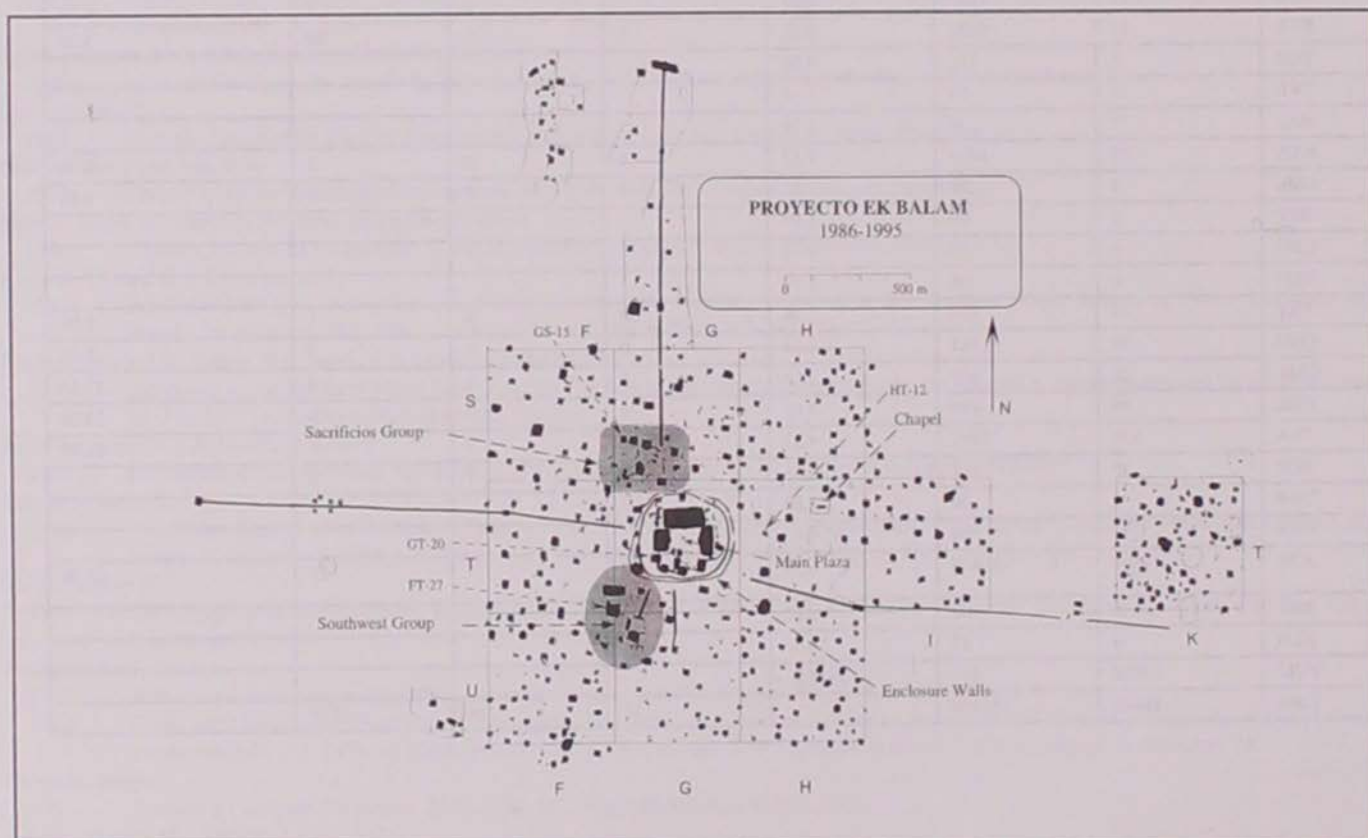 PROYECTO EK BALAM
1986-1995
0 500 m
GS-15 F G H
N
S
HT-12
Chapel
Sacrificios Group
GT-20
T
Main Plaza
T
FT-27
Southwest Group
I K
U
Enclosure Walls
F G H